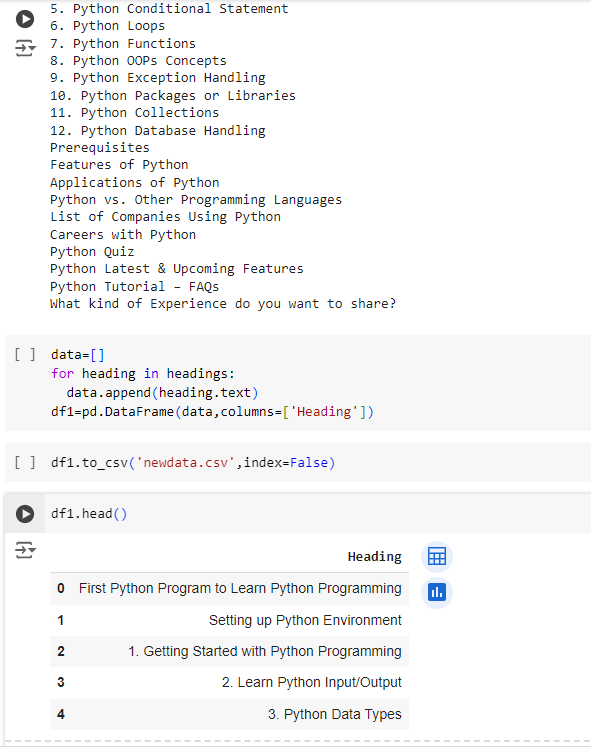 5. Python Conditional Statement
6. Python Loops
7. Python Functions
8. Python OOPs Concepts
9. Python Exception Handling
10. Python Packages or Libraries
11. Python Collections
12. Python Database Handling
Prerequisites
Features of Python
Applications of Python
Python vs. Other Programming Languages
List of Companies Using Python
Careers with Python
Python Quiz
Python Latest & Upcoming Features
Python Tutorial – FAQs
What kind of Experience do you want to share?
[ ] data=[]
for heading in headings:
  data.append(heading.text)
df1=pd.DataFrame(data,columns=['Heading'])
[ ] df1.to_csv('newdata.csv',index=False)
df1.head()
Heading
0 First Python Program to Learn Python Programming
1 Setting up Python Environment
2 1. Getting Started with Python Programming
3 2. Learn Python Input/Output
4 3. Python Data Types